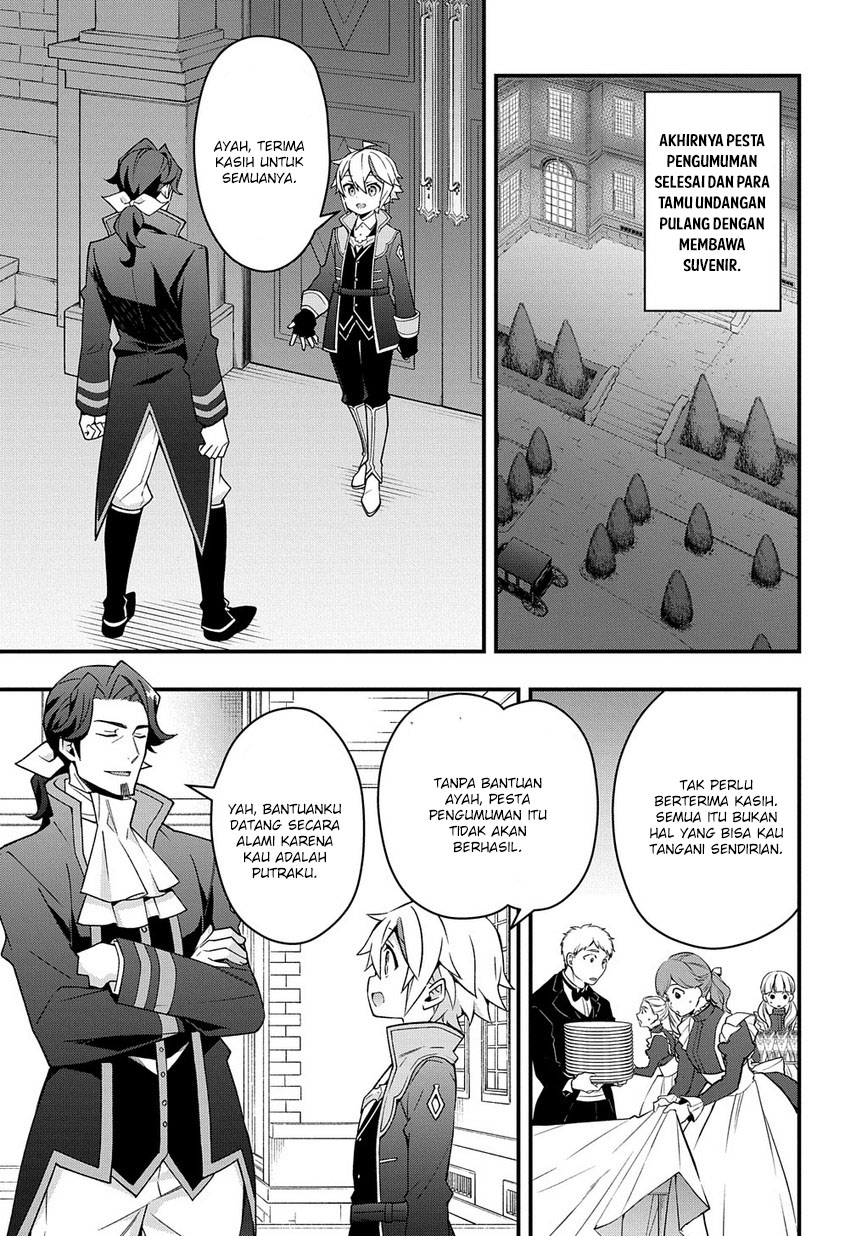 AKHIRNYA PESTA
PENGUMUMAN
SELESAI DAN PARA
TAMU UNDANGAN
PULANG DENGAN
MEMBAWA
SUVENIR.
AYAH, TERIMA
KASIH UNTUK
SEMUANYA.
TAK PERLU
BERTERIMA KASIH.
SEMUA ITU BUKAN
HAL YANG BISA KAU
TANGANI SENDIRIAN.
TANPA BANTUAN
AYAH, PESTA
PENGUMUMAN ITU
TIDAK AKAN
BERHASIL.
YAH, BANTUANKU
DATANG SECARA
ALAMI KARENA
KAU ADALAH
PUTRAKU.